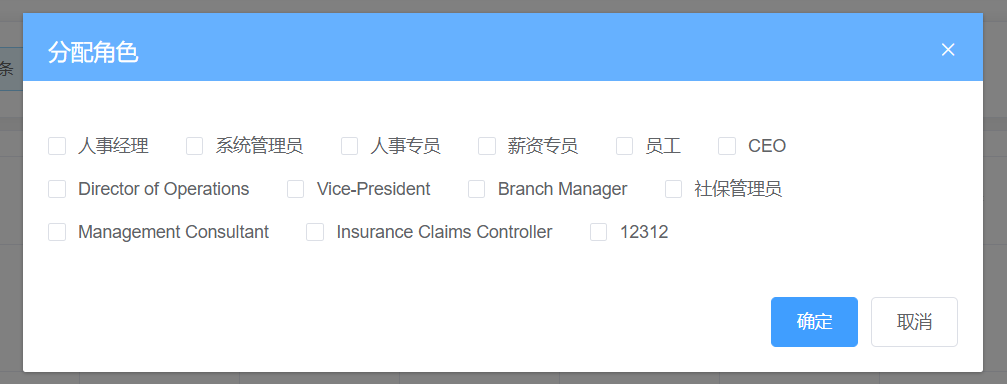 分配角色
条
人事经理 系统管理员 人事专员 薪资专员 员工 CEO
Director of Operations Vice-President Branch Manager 社保管理员
Management Consultant Insurance Claims Controller 12312
确定 取消